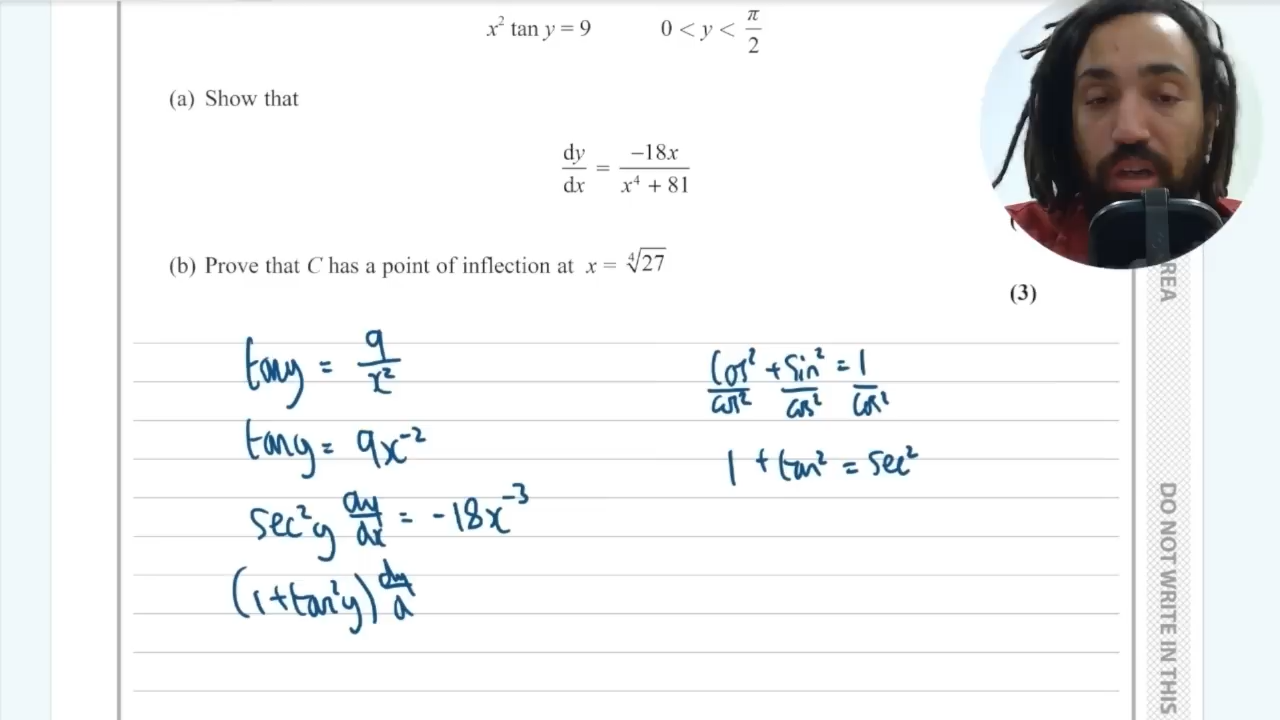 x² tan y = 9 0 < y < π/2
(a) Show that
dy/dx = −18x/(x⁴ + 81)
(b) Prove that C has a point of inflection at x = ⁴√27
(3)
tany = 9/x²
tany = 9x⁻²
sec²y dy/dx = -18x⁻³
(1+tan²y) dy/d
Cos²/cos² + Sin²/cos² = 1/cos²
1 + tan² = sec²
REA
DO NOT WRITE IN THIS